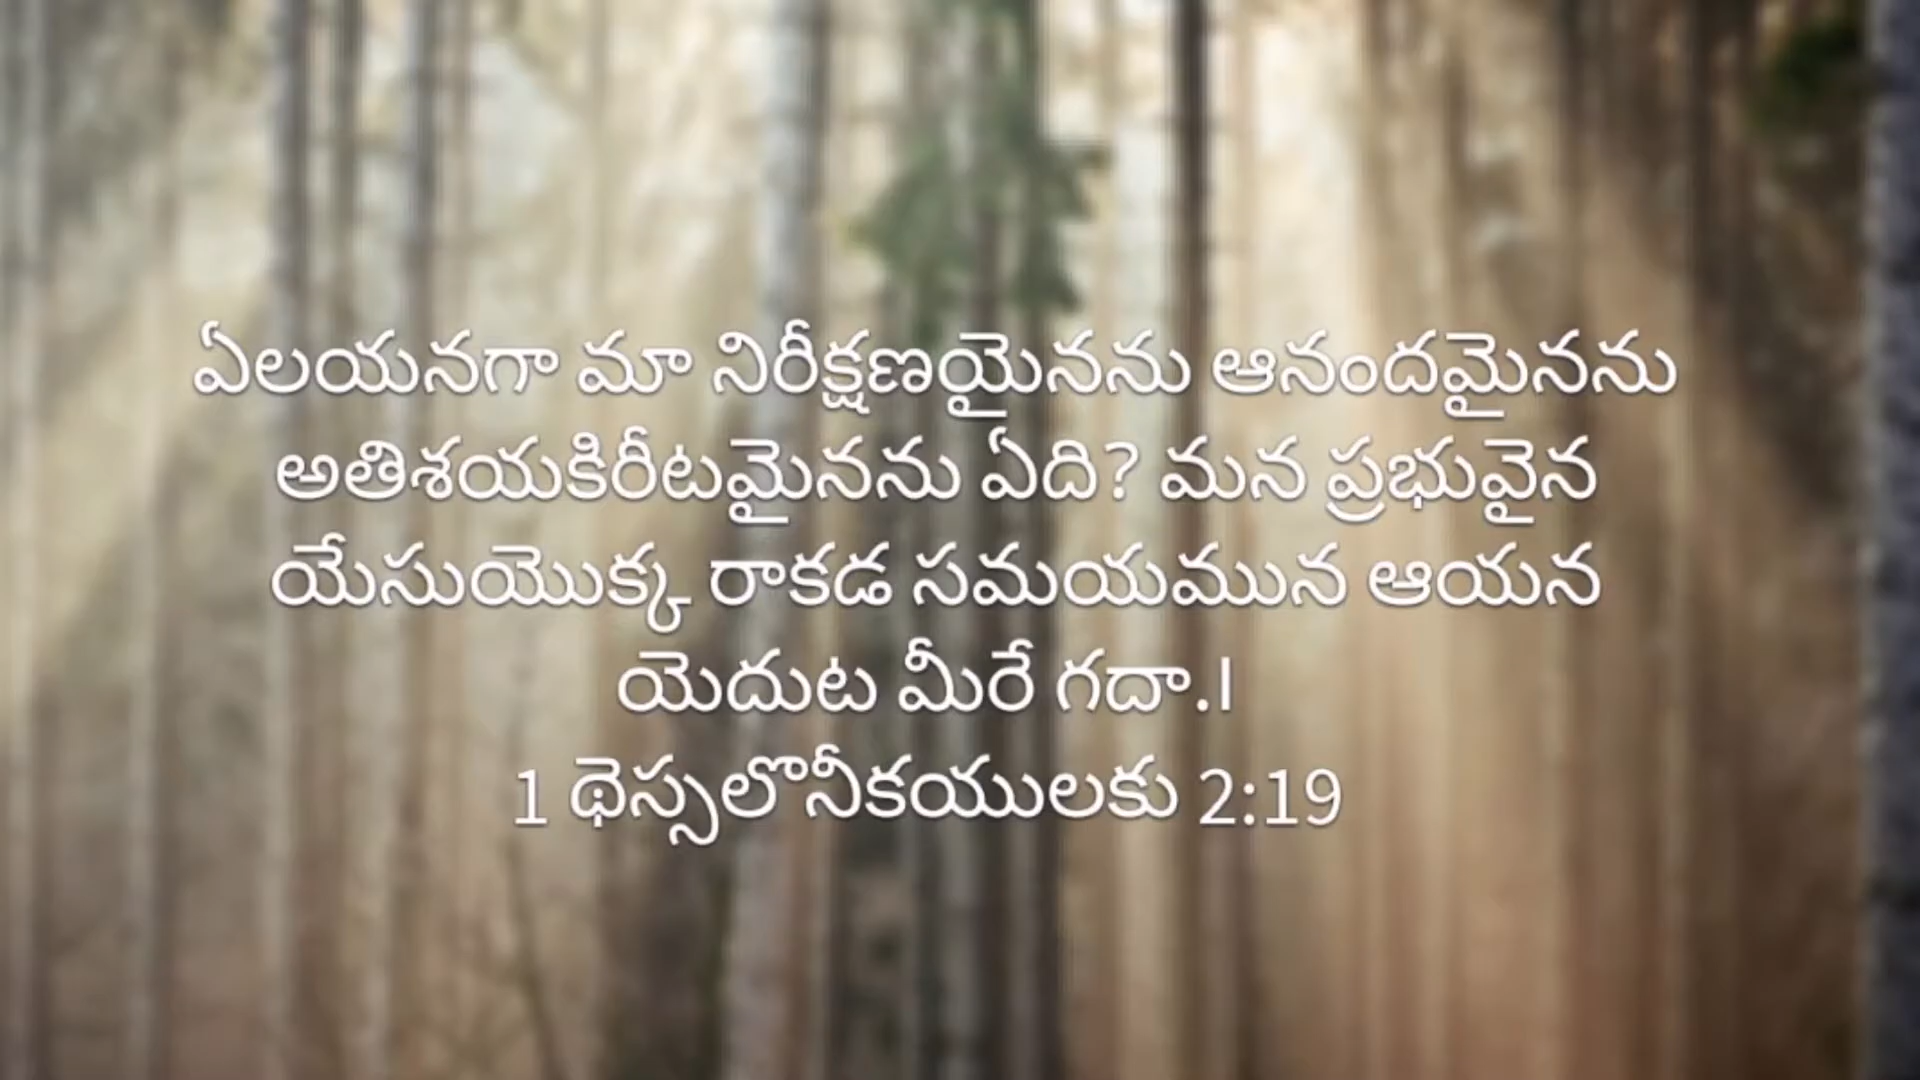 ఏలయనగా మా నిరీక్షణయైనను ఆనందమైనను
అతిశయకిరీటమైనను ఏది? మన ప్రభువైన
యేసుయొక్క రాకడ సమయమున ఆయన
యెదుట మీరే గదా.।
1 థెస్సలొనీకయులకు 2:19